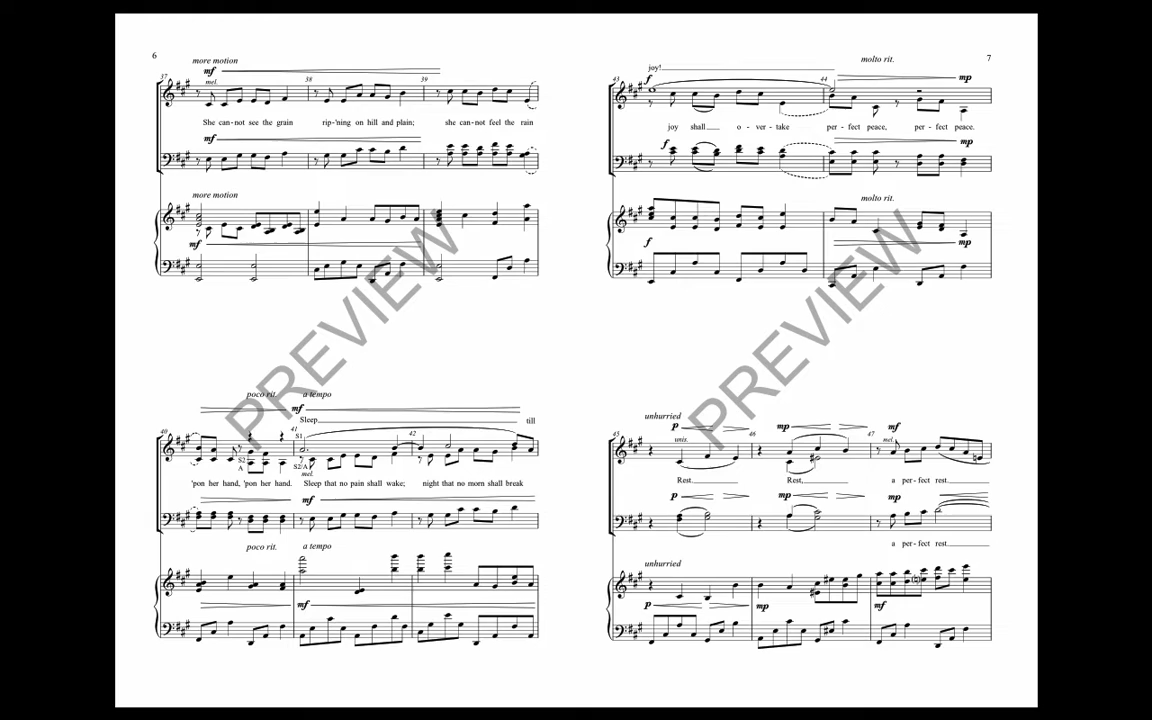 6
more motion
mf
37
mel.
38
39
She can-not see the grain rip-'ning on hill and plain; she can-not feel the rain
mf
more motion
mf
poco rit. a tempo
mf
Sleep till
40
41
42
S1
S2
A
S2/A
mel.
'pon her hand, 'pon her hand. Sleep that no pain shall wake; night that no morn shall break
mf
poco rit. a tempo
mf
PREVIEW
7
molto rit.
joy!
43
f
44
mp
joy shall o - ver - take per - fect peace, per - fect peace.
f
mp
molto rit.
f
mp
unhurried
p
mp
mf
45
unis.
46
47
mel.
Rest. Rest, a per - fect rest
p
mp
mp
a per - fect rest
unhurried
p
mp
mf
PREVIEW